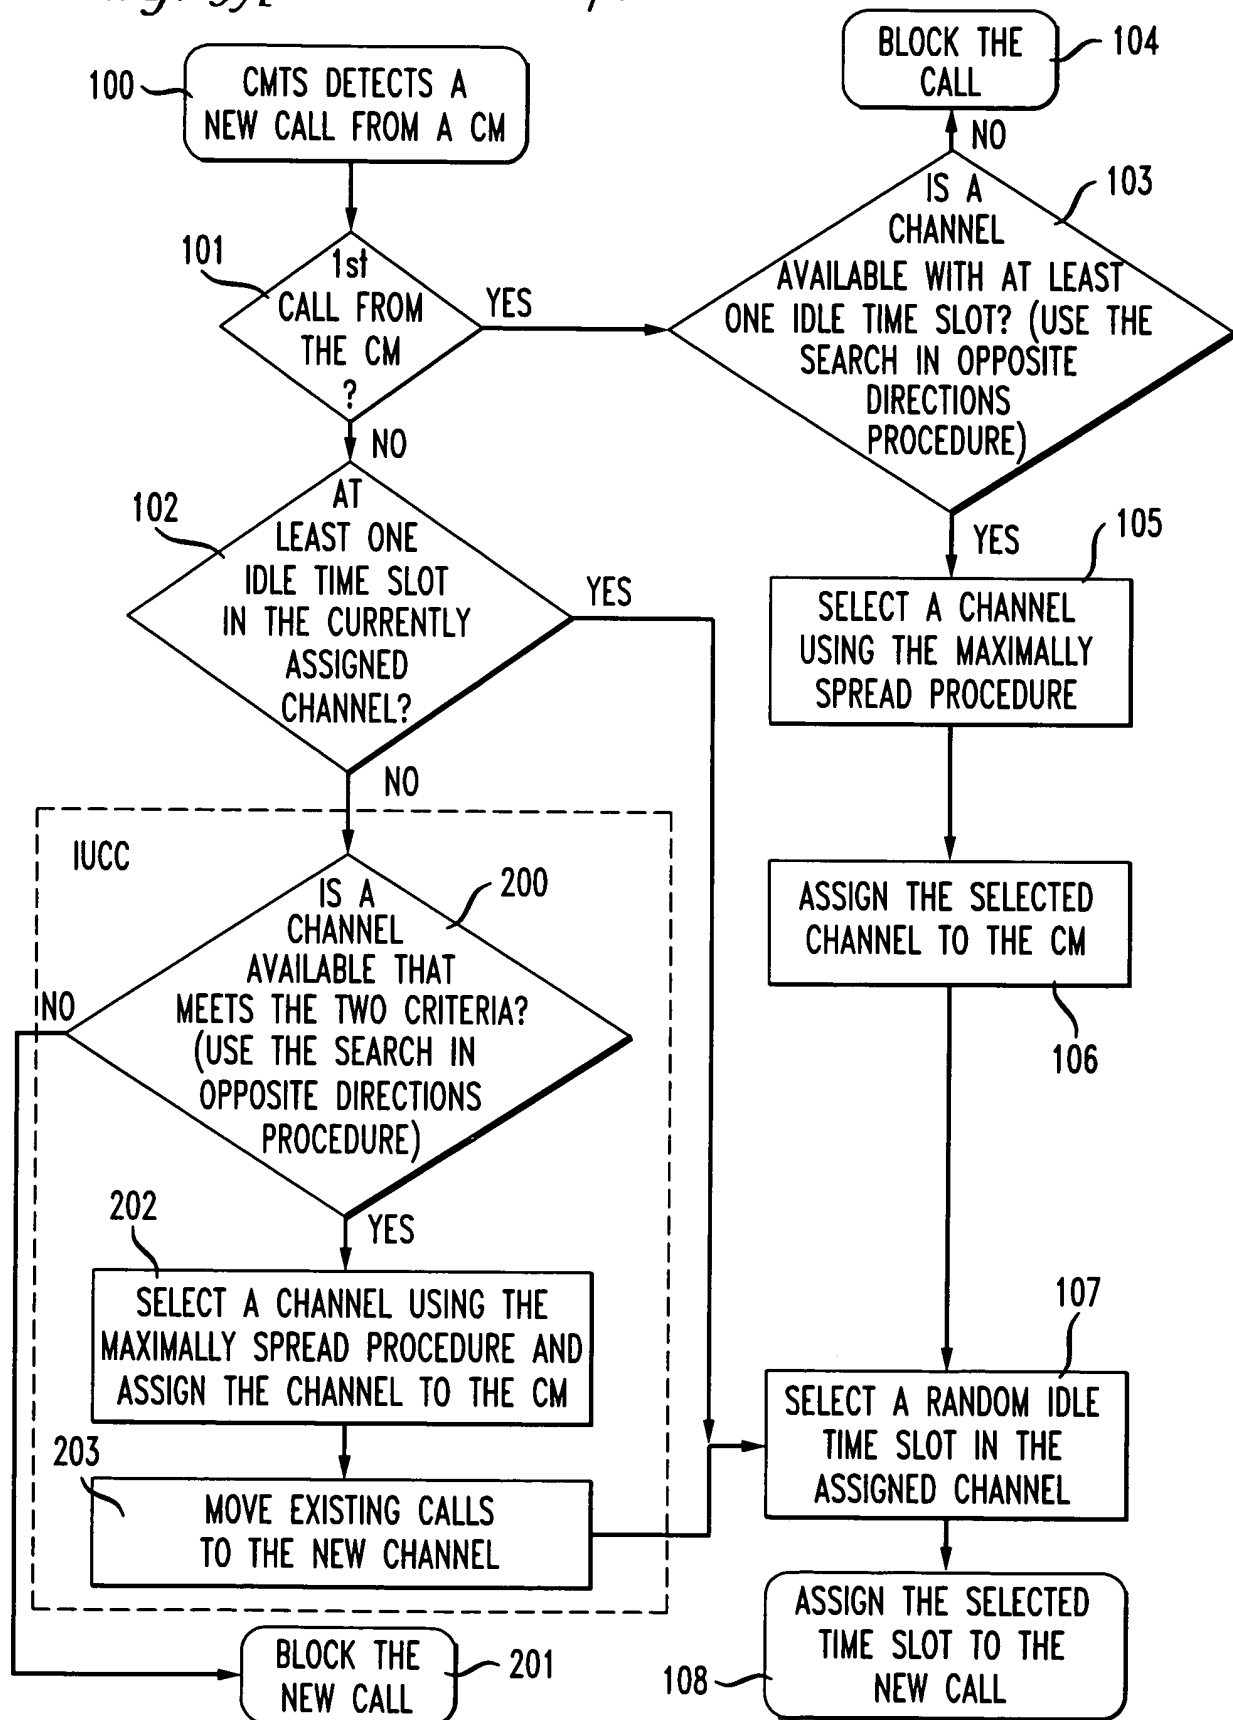 100
CMTS DETECTS A
NEW CALL FROM A CM
BLOCK THE
CALL
104
NO
101
1st
CALL FROM
THE CM
?
YES
NO
103
IS A
CHANNEL
AVAILABLE WITH AT LEAST
ONE IDLE TIME SLOT? (USE THE
SEARCH IN OPPOSITE
DIRECTIONS
PROCEDURE)
YES
102
AT
LEAST ONE
IDLE TIME SLOT
IN THE CURRENTLY
ASSIGNED
CHANNEL?
YES
NO
105
SELECT A CHANNEL
USING THE MAXIMALLY
SPREAD PROCEDURE
ASSIGN THE SELECTED
CHANNEL TO THE CM
106
IUCC
200
IS A
CHANNEL
AVAILABLE THAT
MEETS THE TWO CRITERIA?
(USE THE SEARCH IN
OPPOSITE DIRECTIONS
PROCEDURE)
NO
YES
202
SELECT A CHANNEL USING THE
MAXIMALLY SPREAD PROCEDURE AND
ASSIGN THE CHANNEL TO THE CM
203
MOVE EXISTING CALLS
TO THE NEW CHANNEL
107
SELECT A RANDOM IDLE
TIME SLOT IN THE
ASSIGNED CHANNEL
BLOCK THE
NEW CALL
201
108
ASSIGN THE SELECTED
TIME SLOT TO THE
NEW CALL